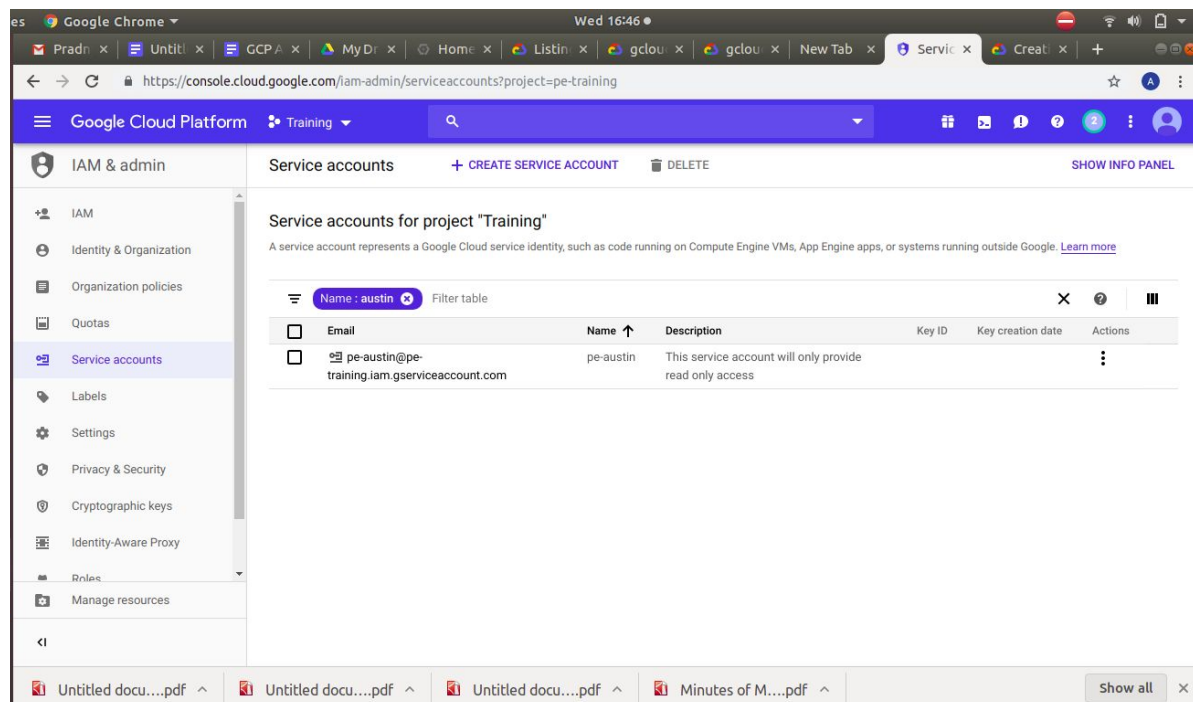 es Google Chrome Wed 16:46
Pradn Untitl GCP A My Dr Home Listin gclou gclou New Tab Servic Creati
https://console.cloud.google.com/iam-admin/serviceaccounts?project=pe-training A
Google Cloud Platform Training 2
IAM & admin Service accounts + CREATE SERVICE ACCOUNT DELETE SHOW INFO PANEL
IAM
Identity & Organization
Organization policies
Quotas
Service accounts
Labels
Settings
Privacy & Security
Cryptographic keys
Identity-Aware Proxy
Roles
Manage resources
Service accounts for project "Training"
A service account represents a Google Cloud service identity, such as code running on Compute Engine VMs, App Engine apps, or systems running outside Google. Learn more
Name : austin Filter table
Email Name Description Key ID Key creation date Actions
pe-austin@pe- pe-austin This service account will only provide
training.iam.gserviceaccount.com read only access
Untitled docu....pdf Untitled docu....pdf Untitled docu....pdf Minutes of M....pdf Show all